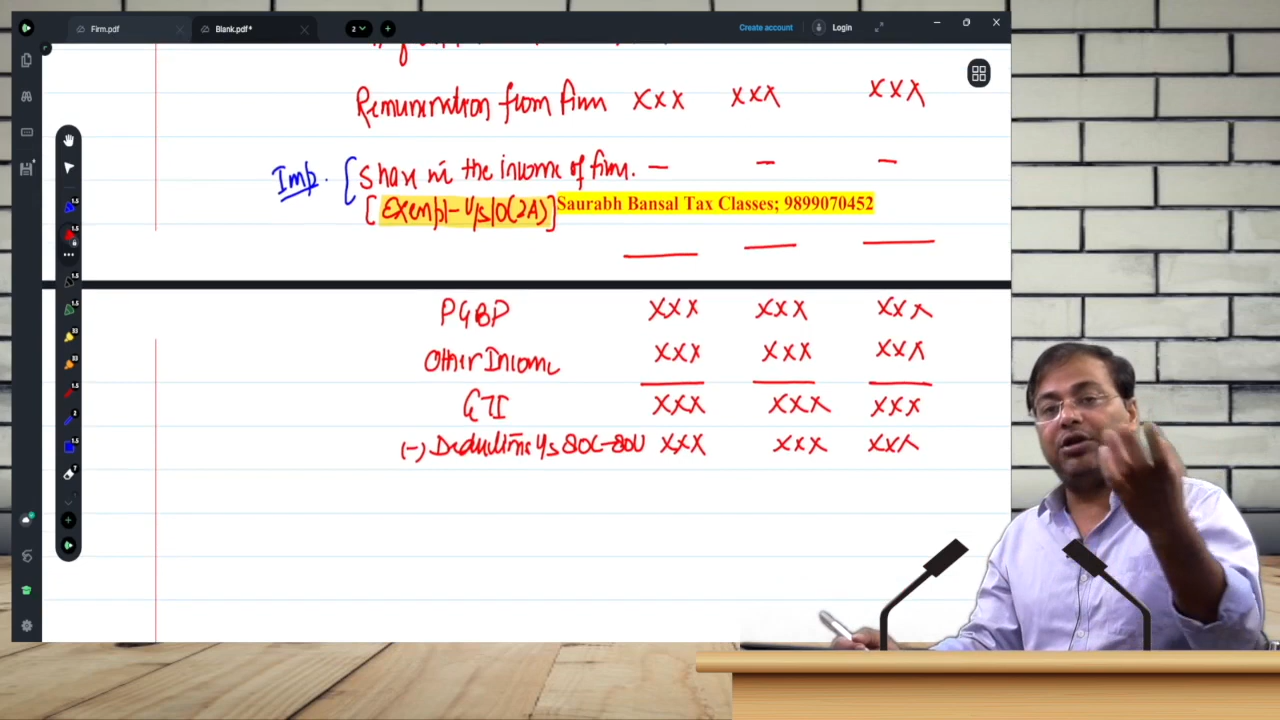 Firm.pdf
Blank.pdf*
2
Create account
Login
Remuneration from Firm XXX XXX XXX
Imp. [Share in the income of firm. — — —
[Exempt U/s 10(2A)]
Saurabh Bansal Tax Classes; 9899070452
PGBP XXX XXX XXX
Other Income XXX XXX XXX
GTI XXX XXX XXX
(-) Deductions U/s 80C-80U XXX XXX XXX